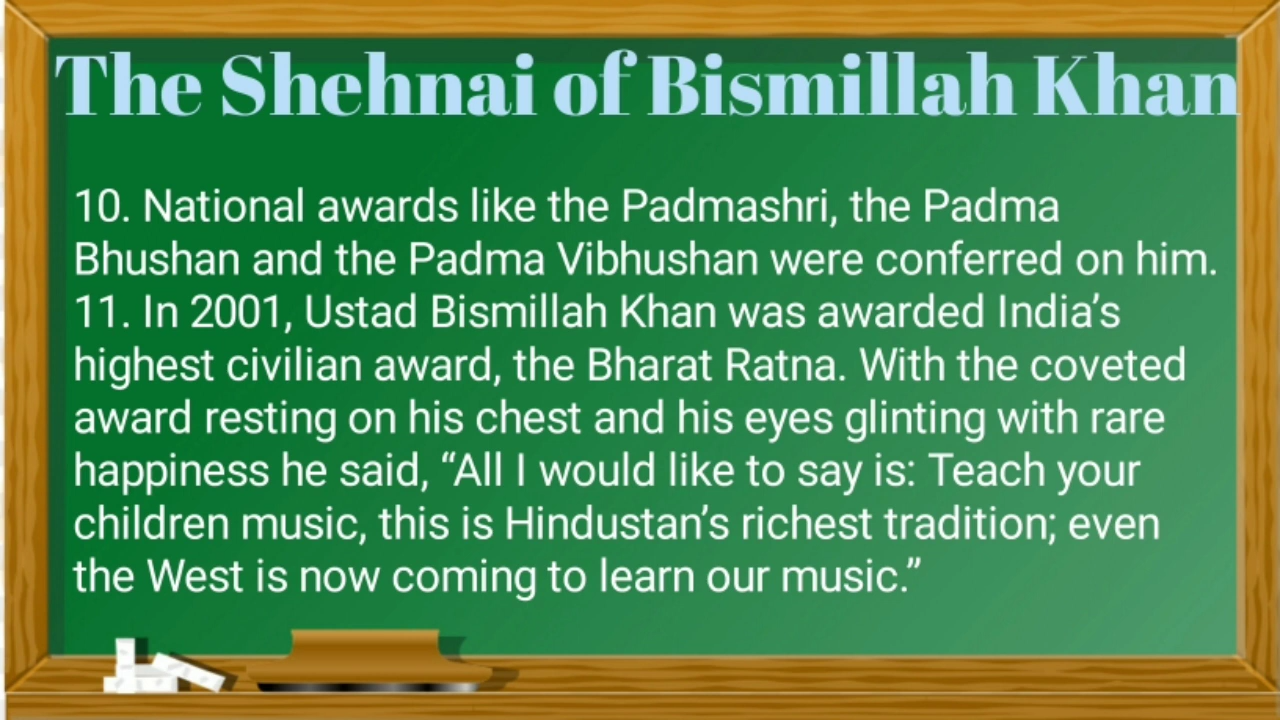 The Shehnai of Bismillah Khan
10. National awards like the Padmashri, the Padma
Bhushan and the Padma Vibhushan were conferred on him.
11. In 2001, Ustad Bismillah Khan was awarded India’s
highest civilian award, the Bharat Ratna. With the coveted
award resting on his chest and his eyes glinting with rare
happiness he said, “All I would like to say is: Teach your
children music, this is Hindustan’s richest tradition; even
the West is now coming to learn our music.”